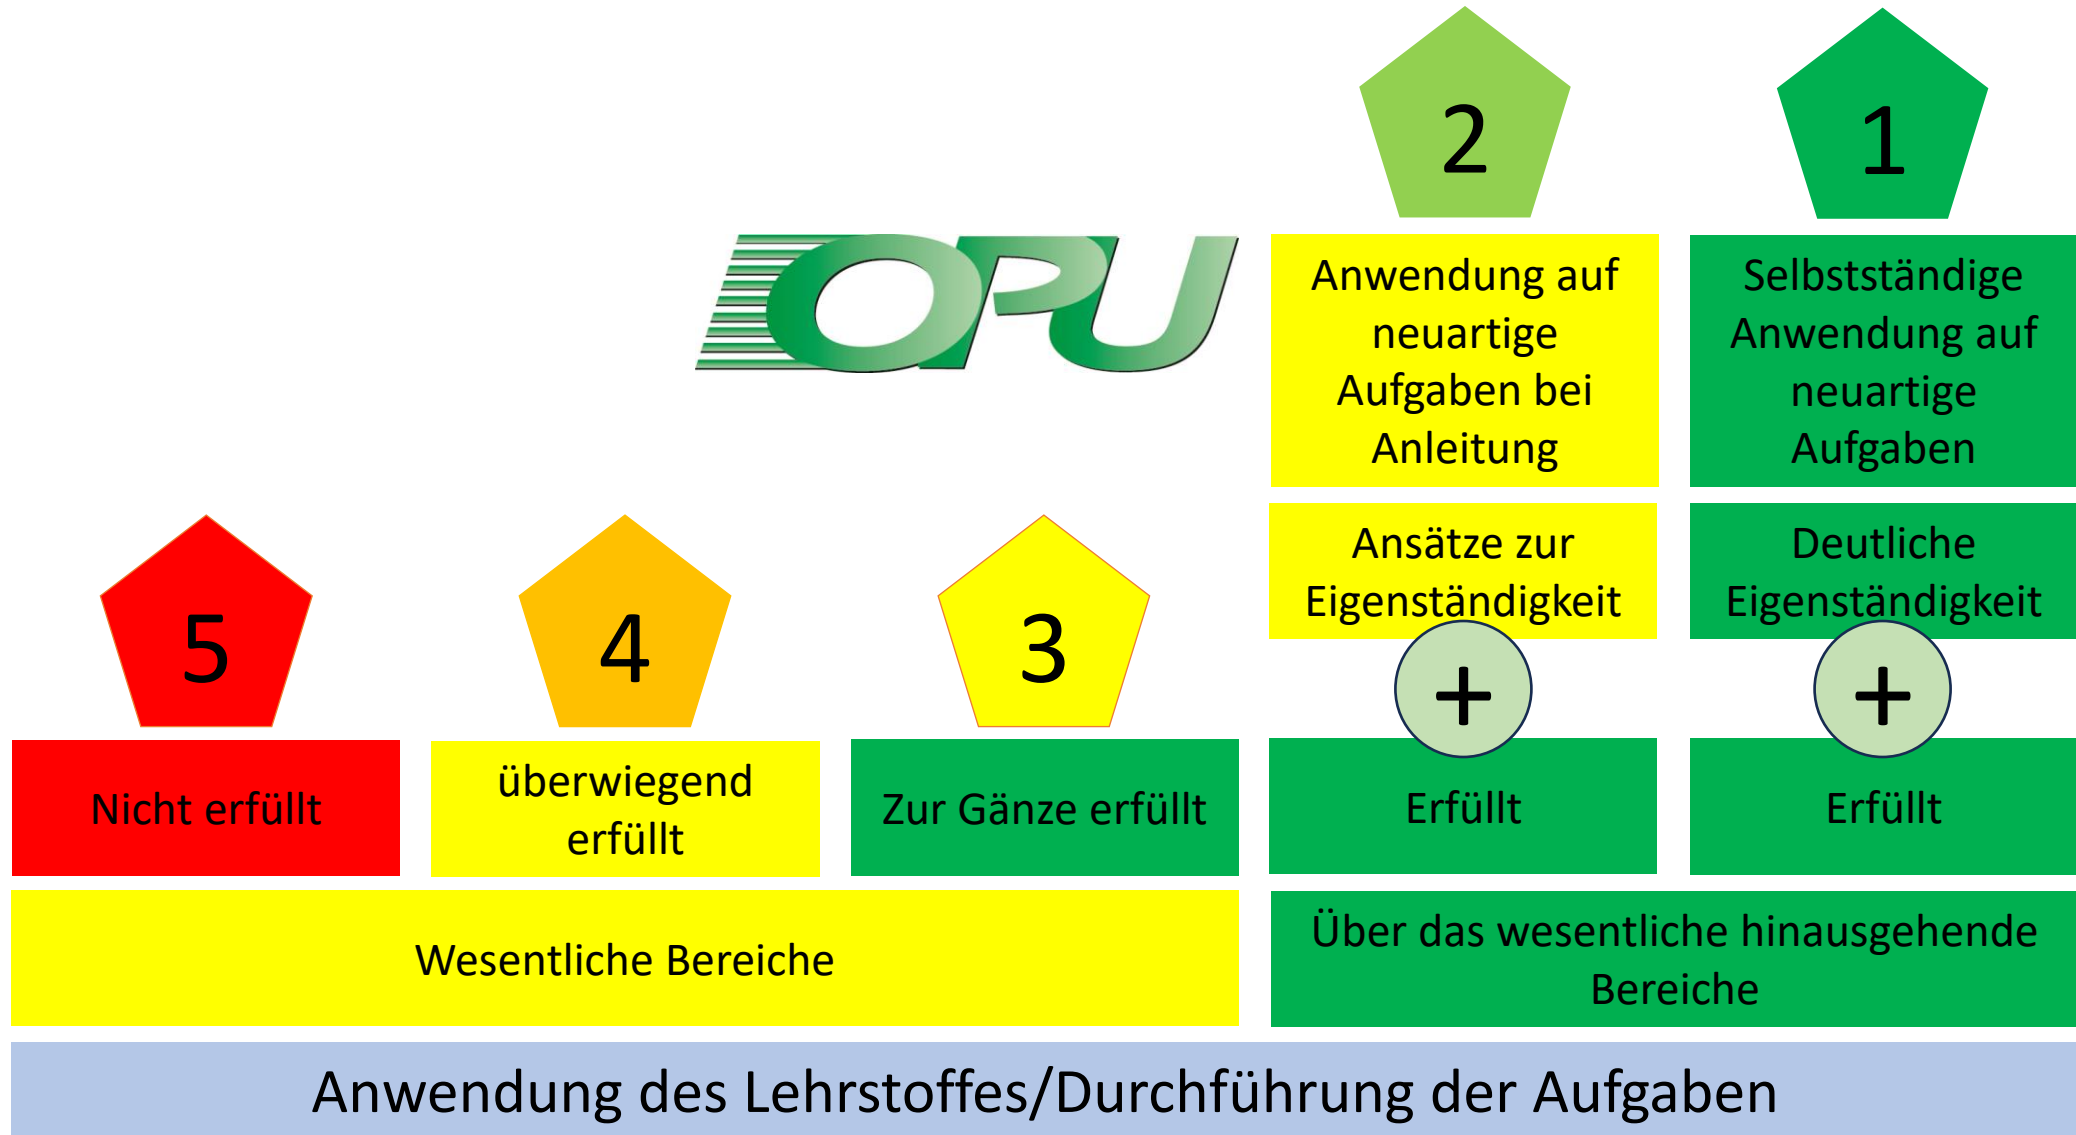 2
1
OPU
Anwendung auf
neuartige
Aufgaben bei
Anleitung
Selbstständige
Anwendung auf
neuartige
Aufgaben
Ansätze zur
Eigenständigkeit
Deutliche
Eigenständigkeit
5
4
3
+
+
Nicht erfüllt
überwiegend
erfüllt
Zur Gänze erfüllt
Erfüllt
Erfüllt
Wesentliche Bereiche
Über das wesentliche hinausgehende
Bereiche
Anwendung des Lehrstoffes/Durchführung der Aufgaben